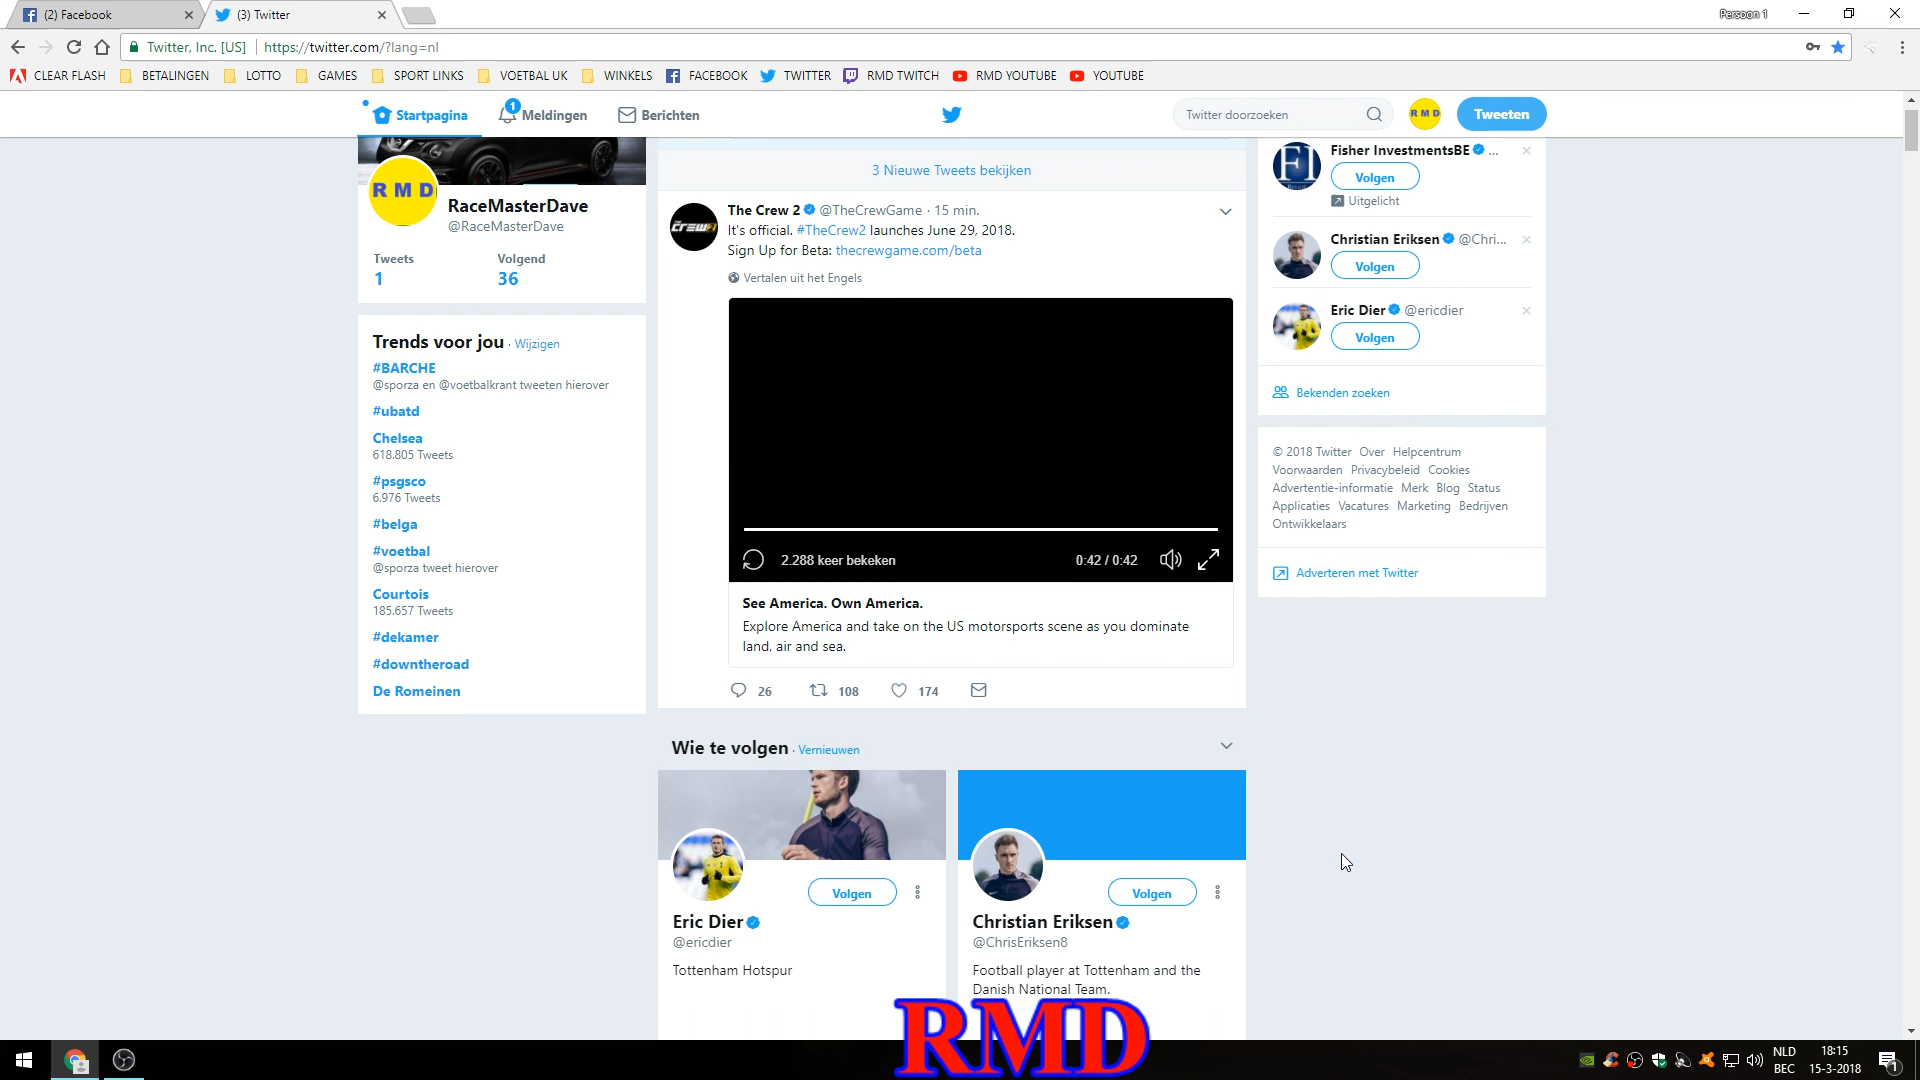 (2) Facebook
(3) Twitter
Persoon 1
Twitter, Inc. [US]
https://twitter.com/?lang=nl
CLEAR FLASH
BETALINGEN
LOTTO
GAMES
SPORT LINKS
VOETBAL UK
WINKELS
FACEBOOK
TWITTER
RMD TWITCH
RMD YOUTUBE
YOUTUBE
Startpagina
1
Meldingen
Berichten
Twitter doorzoeken
RMD
Tweeten
RMD
RaceMasterDave
@RaceMasterDave
Tweets
1
Volgend
36
Trends voor jou · Wijzigen
#BARCHE
@sporza en @voetbalkrant tweeten hierover
#ubatd
Chelsea
618.805 Tweets
#psgsco
6.976 Tweets
#belga
#voetbal
@sporza tweet hierover
Courtois
185.657 Tweets
#dekamer
#downtheroad
De Romeinen
3 Nieuwe Tweets bekijken
The Crew 2 @TheCrewGame · 15 min.
It's official. #TheCrew2 launches June 29, 2018.
Sign Up for Beta: thecrewgame.com/beta
Vertalen uit het Engels
2.288 keer bekeken
0:42 / 0:42
See America. Own America.
Explore America and take on the US motorsports scene as you dominate
land, air and sea.
26
108
174
Wie te volgen · Vernieuwen
Volgen
Eric Dier
@ericdier
Tottenham Hotspur
Volgen
Christian Eriksen
@ChrisEriksen8
Football player at Tottenham and the
Danish National Team.
Fisher InvestmentsBE ...
Volgen
Uitgelicht
Christian Eriksen @Chri...
Volgen
Eric Dier @ericdier
Volgen
Bekenden zoeken
© 2018 Twitter Over Helpcentrum
Voorwaarden Privacybeleid Cookies
Advertentie-informatie Merk Blog Status
Applicaties Vacatures Marketing Bedrijven
Ontwikkelaars
Adverteren met Twitter
RMD
NLD
BEC
18:15
15-3-2018
1